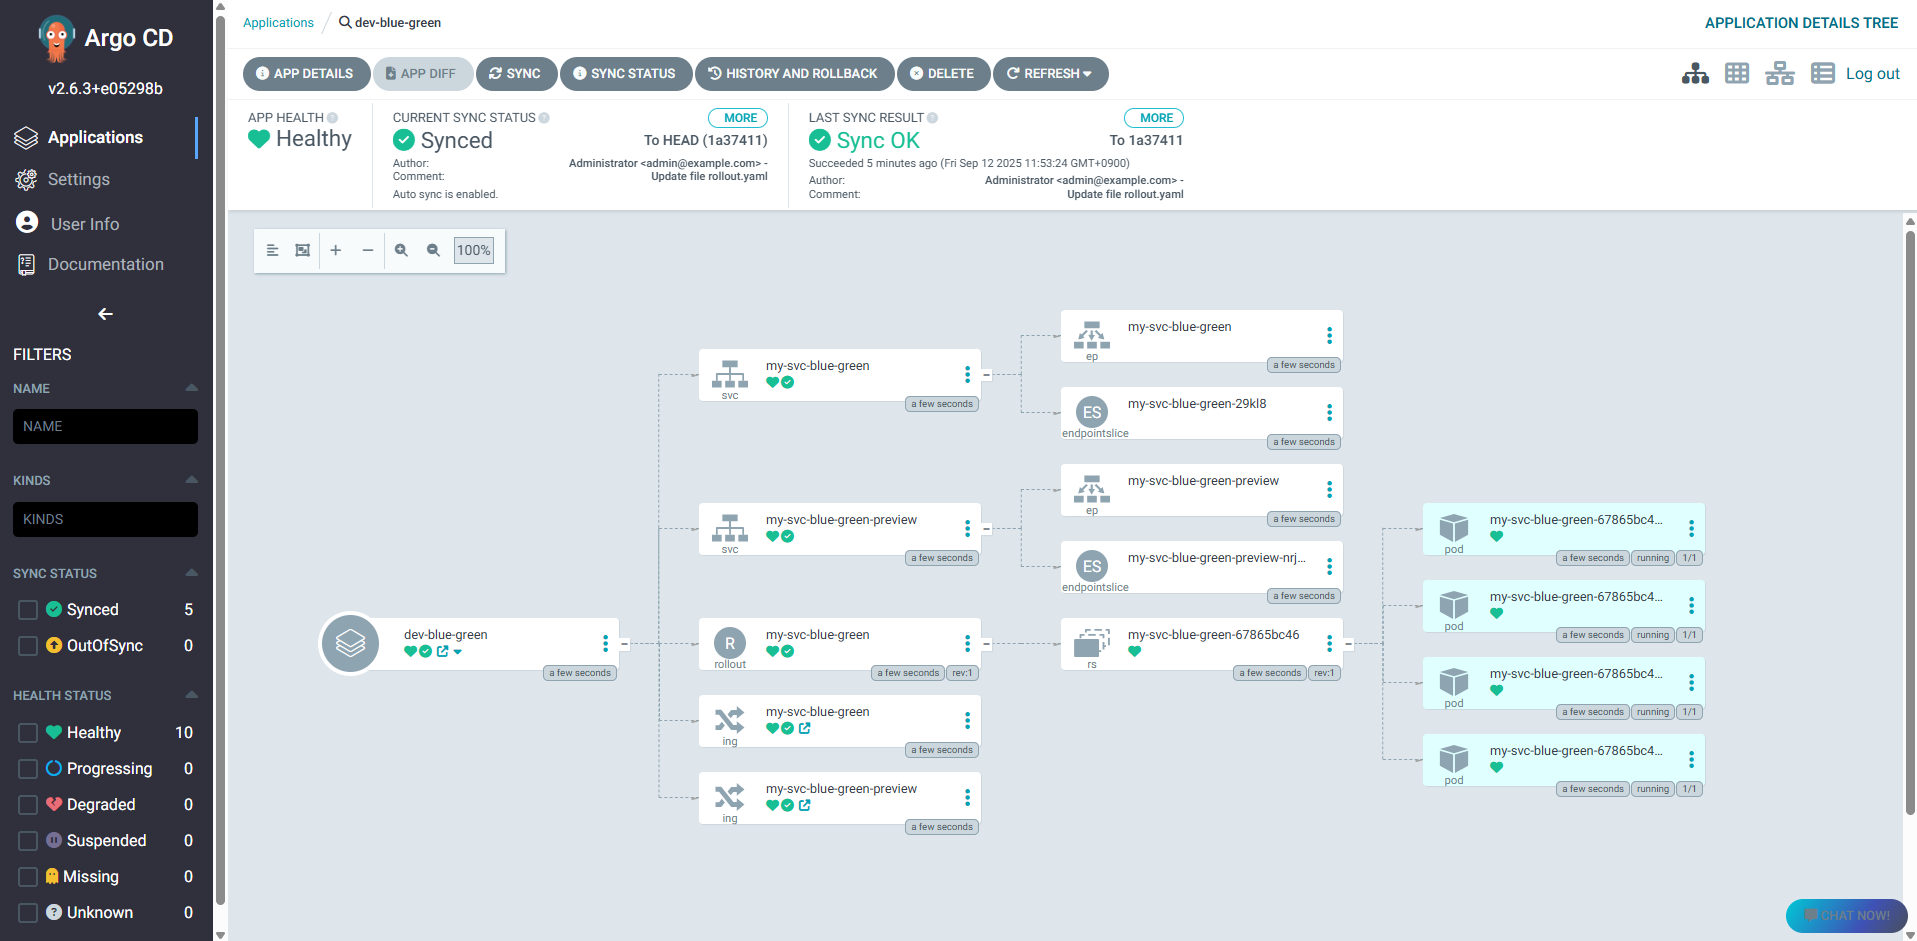 Argo CD
v2.6.3+e05298b
Applications
Settings
User Info
Documentation
FILTERS
NAME
NAME
KINDS
KINDS
SYNC STATUS
Synced 5
OutOfSync 0
HEALTH STATUS
Healthy 10
Progressing 0
Degraded 0
Suspended 0
Missing 0
Unknown 0
Applications / dev-blue-green
APPLICATION DETAILS TREE
APP DETAILS
APP DIFF
SYNC
SYNC STATUS
HISTORY AND ROLLBACK
DELETE
REFRESH
Log out
APP HEALTH
Healthy
CURRENT SYNC STATUS
MORE
Synced
To HEAD (1a37411)
Author: Administrator <admin@example.com> -
Comment: Update file rollout.yaml
Auto sync is enabled.
LAST SYNC RESULT
MORE
Sync OK
To 1a37411
Succeeded 5 minutes ago (Fri Sep 12 2025 11:53:24 GMT+0900)
Author: Administrator <admin@example.com> -
Comment: Update file rollout.yaml
100%
dev-blue-green
a few seconds
my-svc-blue-green
svc
a few seconds
my-svc-blue-green-preview
svc
a few seconds
R
my-svc-blue-green
rollout
a few seconds rev:1
my-svc-blue-green
ing
a few seconds
my-svc-blue-green-preview
ing
a few seconds
my-svc-blue-green
ep
a few seconds
ES
my-svc-blue-green-29kl8
endpointslice
a few seconds
my-svc-blue-green-preview
ep
a few seconds
ES
my-svc-blue-green-preview-nrj...
endpointslice
a few seconds
my-svc-blue-green-67865bc46
rs
a few seconds rev:1
my-svc-blue-green-67865bc4...
pod
a few seconds running 1/1
my-svc-blue-green-67865bc4...
pod
a few seconds running 1/1
my-svc-blue-green-67865bc4...
pod
a few seconds running 1/1
my-svc-blue-green-67865bc4...
pod
a few seconds running 1/1
CHAT NOW!